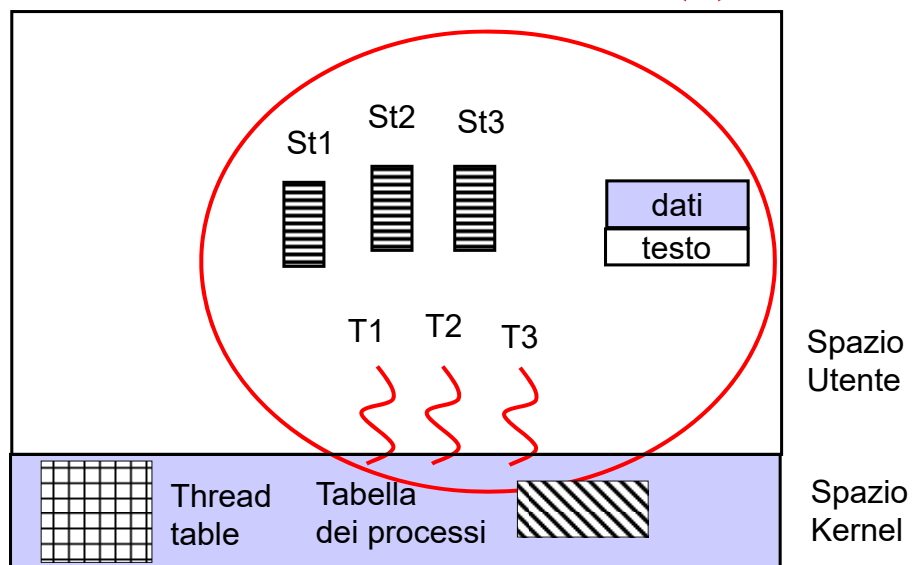 St1
St2
St3
dati
testo
T1
T2
T3
Spazio
Utente
Thread
table
Tabella
dei processi
Spazio
Kernel